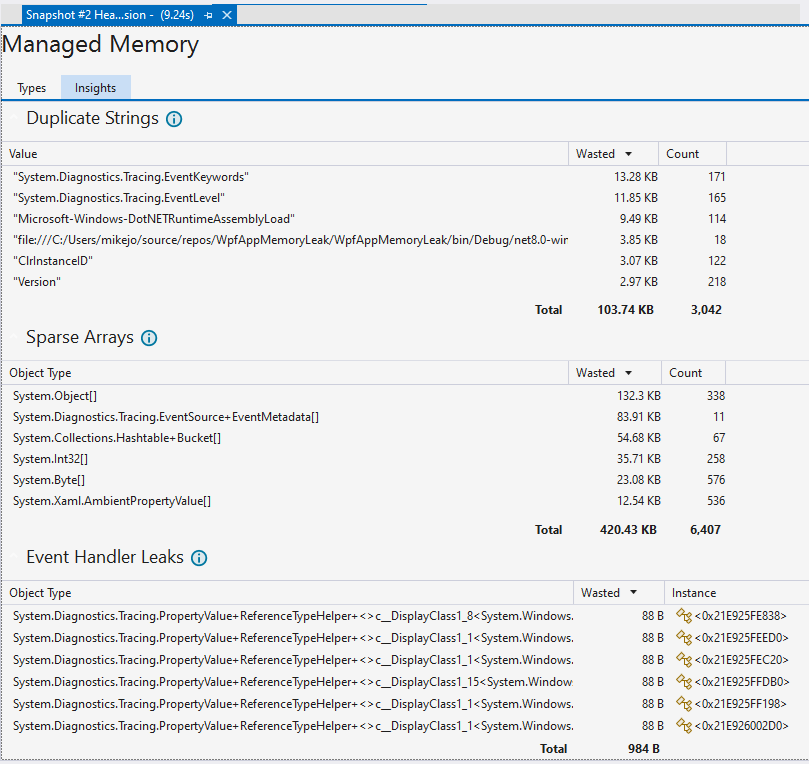 Snapshot #2 Hea...sion - (9.24s)
Managed Memory
Types Insights
Duplicate Strings
Value Wasted Count
"System.Diagnostics.Tracing.EventKeywords" 13.28 KB 171
"System.Diagnostics.Tracing.EventLevel" 11.85 KB 165
"Microsoft-Windows-DotNETRuntimeAssemblyLoad" 9.49 KB 114
"file:///C:/Users/mikejo/source/repos/WpfAppMemoryLeak/WpfAppMemoryLeak/bin/Debug/net8.0-win 3.85 KB 18
"ClrInstanceID" 3.07 KB 122
"Version" 2.97 KB 218
Total 103.74 KB 3,042
Sparse Arrays
Object Type Wasted Count
System.Object[] 132.3 KB 338
System.Diagnostics.Tracing.EventSource+EventMetadata[] 83.91 KB 11
System.Collections.Hashtable+Bucket[] 54.68 KB 67
System.Int32[] 35.71 KB 258
System.Byte[] 23.08 KB 576
System.Xaml.AmbientPropertyValue[] 12.54 KB 536
Total 420.43 KB 6,407
Event Handler Leaks
Object Type Wasted Instance
System.Diagnostics.Tracing.PropertyValue+ReferenceTypeHelper+<>c__DisplayClass1_8<System.Windows. 88 B <0x21E925FE838>
System.Diagnostics.Tracing.PropertyValue+ReferenceTypeHelper+<>c__DisplayClass1_1<System.Windows. 88 B <0x21E925FEED0>
System.Diagnostics.Tracing.PropertyValue+ReferenceTypeHelper+<>c__DisplayClass1_1<System.Windows. 88 B <0x21E925FEC20>
System.Diagnostics.Tracing.PropertyValue+ReferenceTypeHelper+<>c__DisplayClass1_15<System.Window: 88 B <0x21E925FFDB0>
System.Diagnostics.Tracing.PropertyValue+ReferenceTypeHelper+<>c__DisplayClass1_1<System.Windows. 88 B <0x21E925FF198>
System.Diagnostics.Tracing.PropertyValue+ReferenceTypeHelper+<>c__DisplayClass1_1<System.Windows. 88 B <0x21E926002D0>
Total 984 B